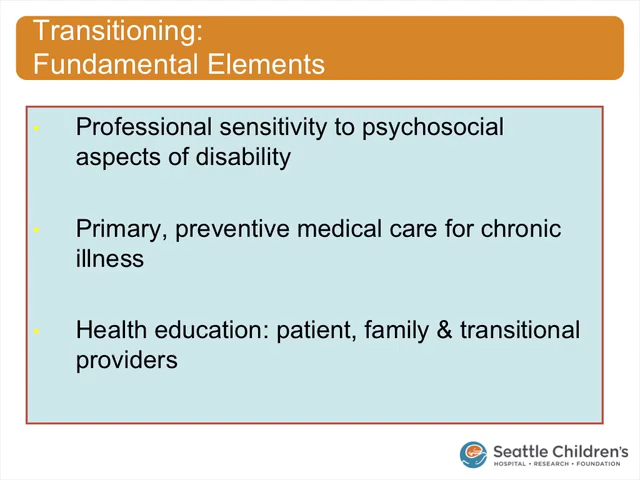 Transitioning:
Fundamental Elements
• Professional sensitivity to psychosocial
aspects of disability
• Primary, preventive medical care for chronic
illness
• Health education: patient, family & transitional
providers
Seattle Children's
HOSPITAL • RESEARCH • FOUNDATION